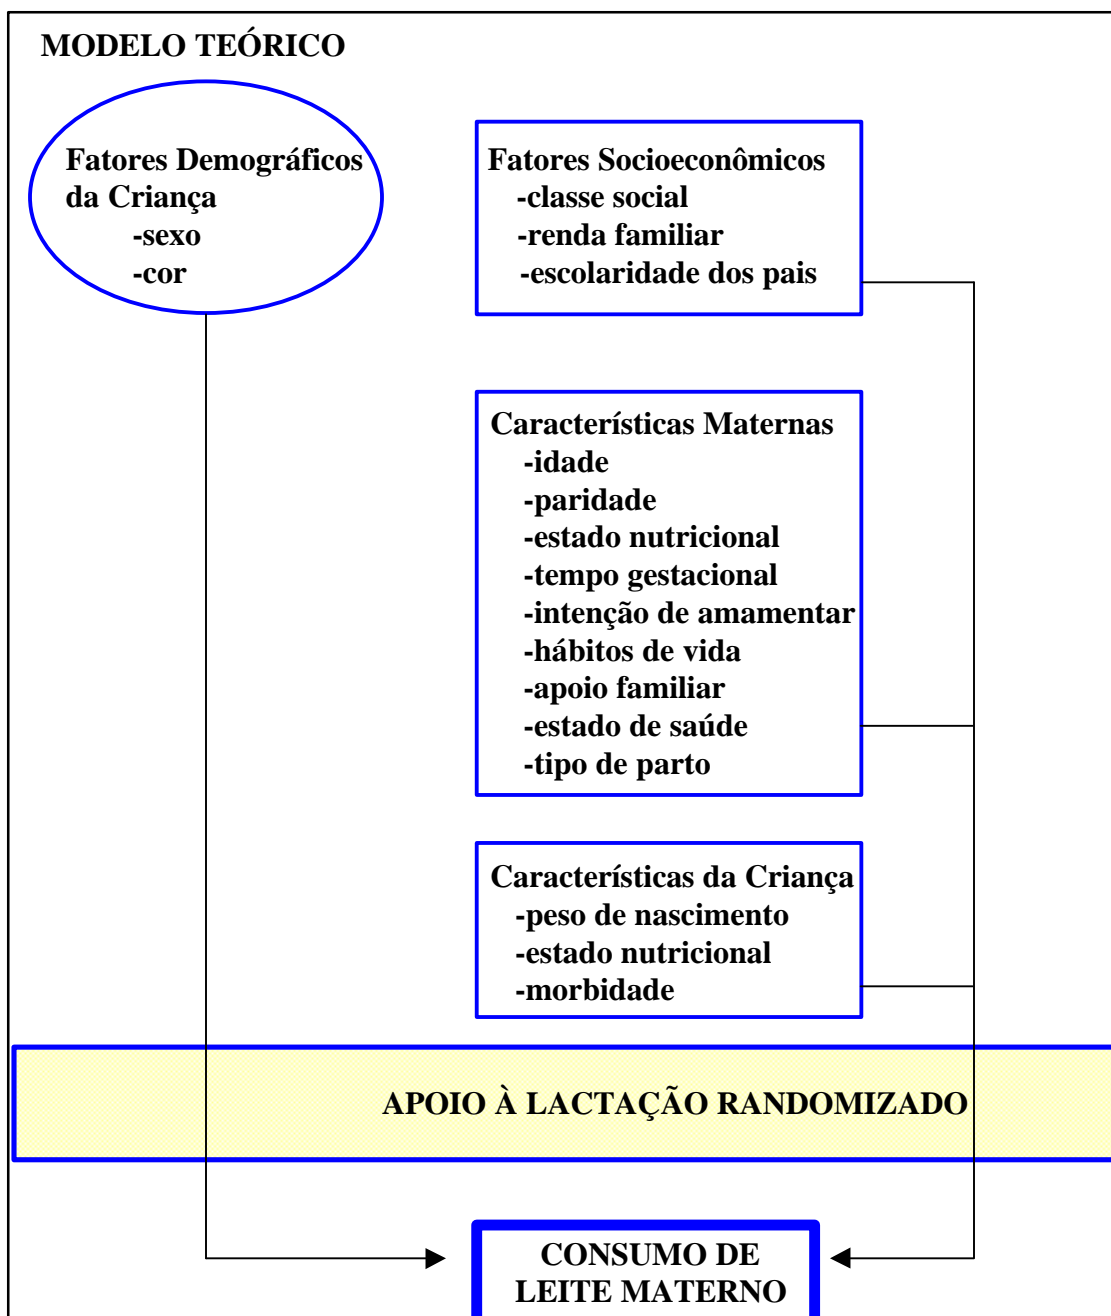 MODELO TEÓRICO
Fatores Demográficos
da Criança
-sexo
-cor
Fatores Socioeconômicos
-classe social
-renda familiar
-escolaridade dos pais
Característícas Maternas
-idade
-paridade
-estado nutricional
-tempo gestacional
-intenção de amamentar
-hábitos de vida
-apoio familiar
-estado de saúde
-tipo de parto
Característícas da Criança
-peso de nascimento
-estado nutricional
-morbidade
APOIO À LACTAÇÃO RANDOMIZADO
CONSUMO DE
LEITE MATERNO